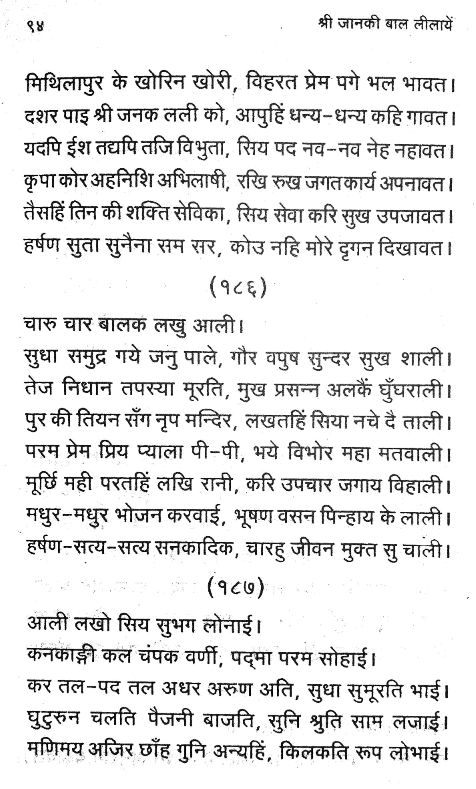 ९४ श्री जानकी बाल लीलायें
मिथिलापुर के खोरिन खोरी, विहरत प्रेम पगे भल भावत।
दशर पाइ श्री जनक लली को, आपुहिं धन्य-धन्य कहि गावत।
यदपि ईश तद्यपि तजि विभुता, सिय पद नव-नव नेह नहावत।
कृपा कोर अहनिशि अभिलाषी, रखि रुख जगतकार्य अपनावत।
तैसहिं तिन की शक्ति सेविका, सिय सेवा करि सुख उपजावत।
हर्षण सुता सुनैना सम सर, कोउ नहि मोरे दृगन दिखावत।
(१८६)
चारु चार बालक लखु आली।
सुधा समुद्र गये जनु पाले, गौर वपुष सुन्दर सुख शाली।
तेज निधान तपस्या मूरति, मुख प्रसन्न अलकैं घुँघराली।
पुर की तियन सँग नृप मन्दिर, लखतहिं सिया नचे दै ताली।
परम प्रेम प्रिय प्याला पी-पी, भये विभोर महा मतवाली।
मूर्छि मही परतहिं लखि रानी, करि उपचार जगाय विहाली।
मधुर-मधुर भोजन करवाई, भूषण वसन पिन्हाय के लाली।
हर्षण-सत्य-सत्य सनकादिक, चारहु जीवन मुक्त सु चाली।
(१८७)
आली लखो सिय सुभग लोनाई।
कनकाङ्गी कल चंपक वर्णी, पद्मा परम सोहाई।
कर तल-पद तल अधर अरुण अति, सुधा सुमूरति भाई।
घुटुरुन चलति पैजनी बाजति, सुनि श्रुति साम लजाई।
मणिमय अजिर छाँह गुनि अन्यहिं, किलकति रूप लोभाई।